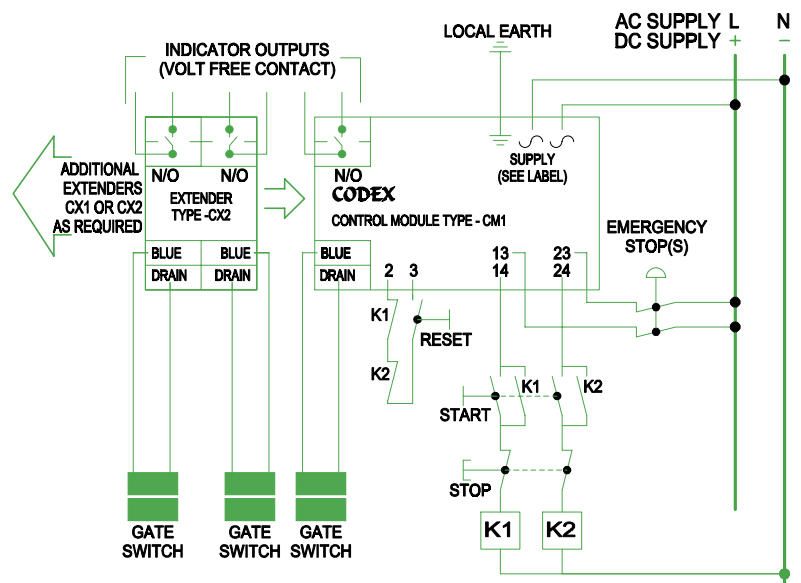 AC SUPPLY L N
DC SUPPLY + –
INDICATOR OUTPUTS
(VOLT FREE CONTACT)
LOCAL EARTH
SUPPLY
(SEE LABEL)
ADDITIONAL
EXTENDERS
CX1 OR CX2
AS REQUIRED
N/O
N/O
EXTENDER
TYPE -CX2
N/O
CODEX
CONTROL MODULE TYPE - CM1
EMERGENCY
STOP(S)
BLUE
BLUE
BLUE
DRAIN
DRAIN
DRAIN
2 3
13
14
23
24
K1
RESET
K2
K1
K2
START
STOP
K1
K2
GATE
SWITCH
GATE
SWITCH
GATE
SWITCH